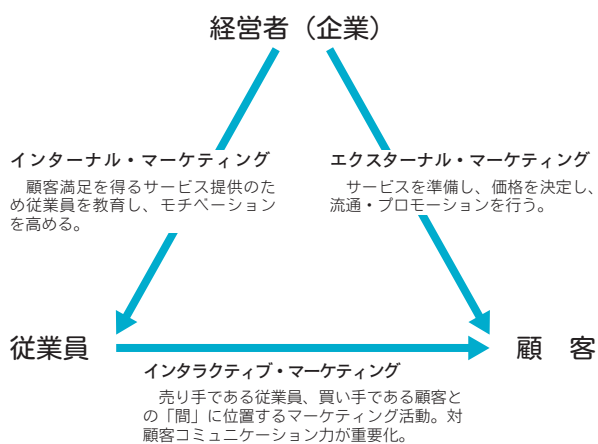 経営者（企業）
インターナル・マーケティング
顧客満足を得るサービス提供のた
め従業員を教育し、モチベーション
を高める。
エクスターナル・マーケティング
サービスを準備し、価格を決定し、
流通・プロモーションを行う。
従業員
顧　客
インタラクティブ・マーケティング
売り手である従業員、買い手である顧客と
の「間」に位置するマーケティング活動。対
顧客コミュニケーション力が重要化。